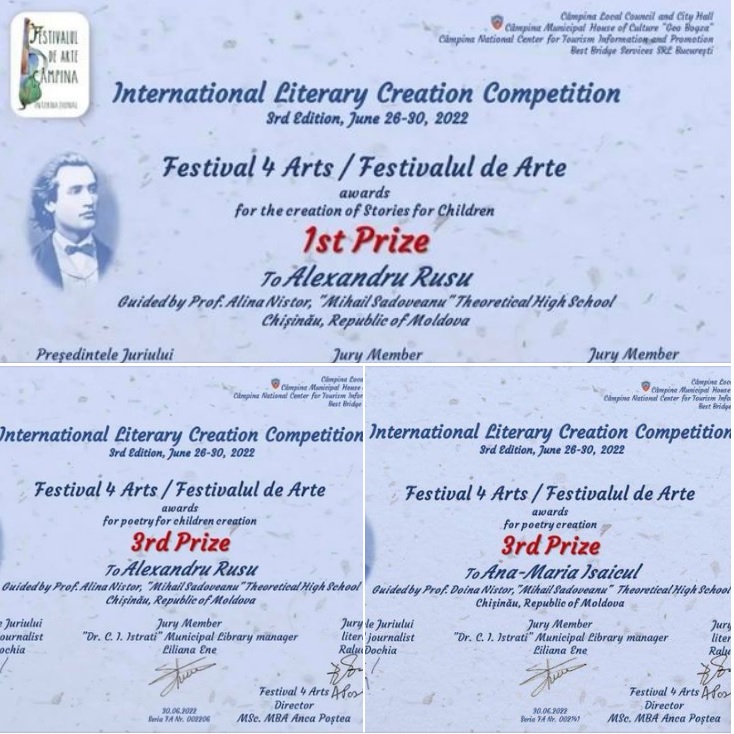 FESTIVALUL
DE ARTE
CÂMPINA
INTERNAȚIONAL
Câmpina Local Council and City Hall
Câmpina Municipal House of Culture "Geo Bogza"
Câmpina National Center for Tourism Information and Promotion
Best Bridge Services SRL București
International Literary Creation Competition
3rd Edition, June 26-30, 2022
Festival 4 Arts / Festivalul de Arte
awards
for the creation of Stories for Children
1st Prize
To Alexandru Rusu
Guided by Prof. Alina Nistor, "Mihail Sadoveanu" Theoretical High School
Chișinău, Republic of Moldova
Președintele Juriului
Jury Member
Jury Member
Câmpina Loca
Câmpina Municipal House
Câmpina National Center for Tourism Infor
Best Bridge
International Literary Creation Competition
3rd Edition, June 26-30, 2022
Festival 4 Arts / Festivalul de Arte
awards
for poetry for children creation
3rd Prize
To Alexandru Rusu
Guided by Prof. Alina Nistor, "Mihail Sadoveanu" Theoretical High School
Chișinău, Republic of Moldova
le Juriului
journalist
Dochia
Jury Member
"Dr. C. I. Istrati" Municipal Library manager
Liliana Ene
Jury
liter
Ralu
Festival 4 Arts
Director
MSc. MBA Anca Poștea
30.06.2022
Seria FA Nr. 002206
Câmpina Loca
Câmpina Municipal House
Câmpina National Center for Tourism Infor
Best Bridge
International Literary Creation Competition
3rd Edition, June 26-30, 2022
Festival 4 Arts / Festivalul de Arte
awards
for poetry creation
3rd Prize
To Ana-Maria Isaicul
Guided by Prof. Doina Nistor, "Mihail Sadoveanu" Theoretical High School
Chișinău, Republic of Moldova
le Juriului
journalist
ochia
Jury Member
"Dr. C. I. Istrati" Municipal Library manager
Liliana Ene
Jury
liter
Ralu
Festival 4 Arts
Director
MSc. MBA Anca Poștea
30.06.2022